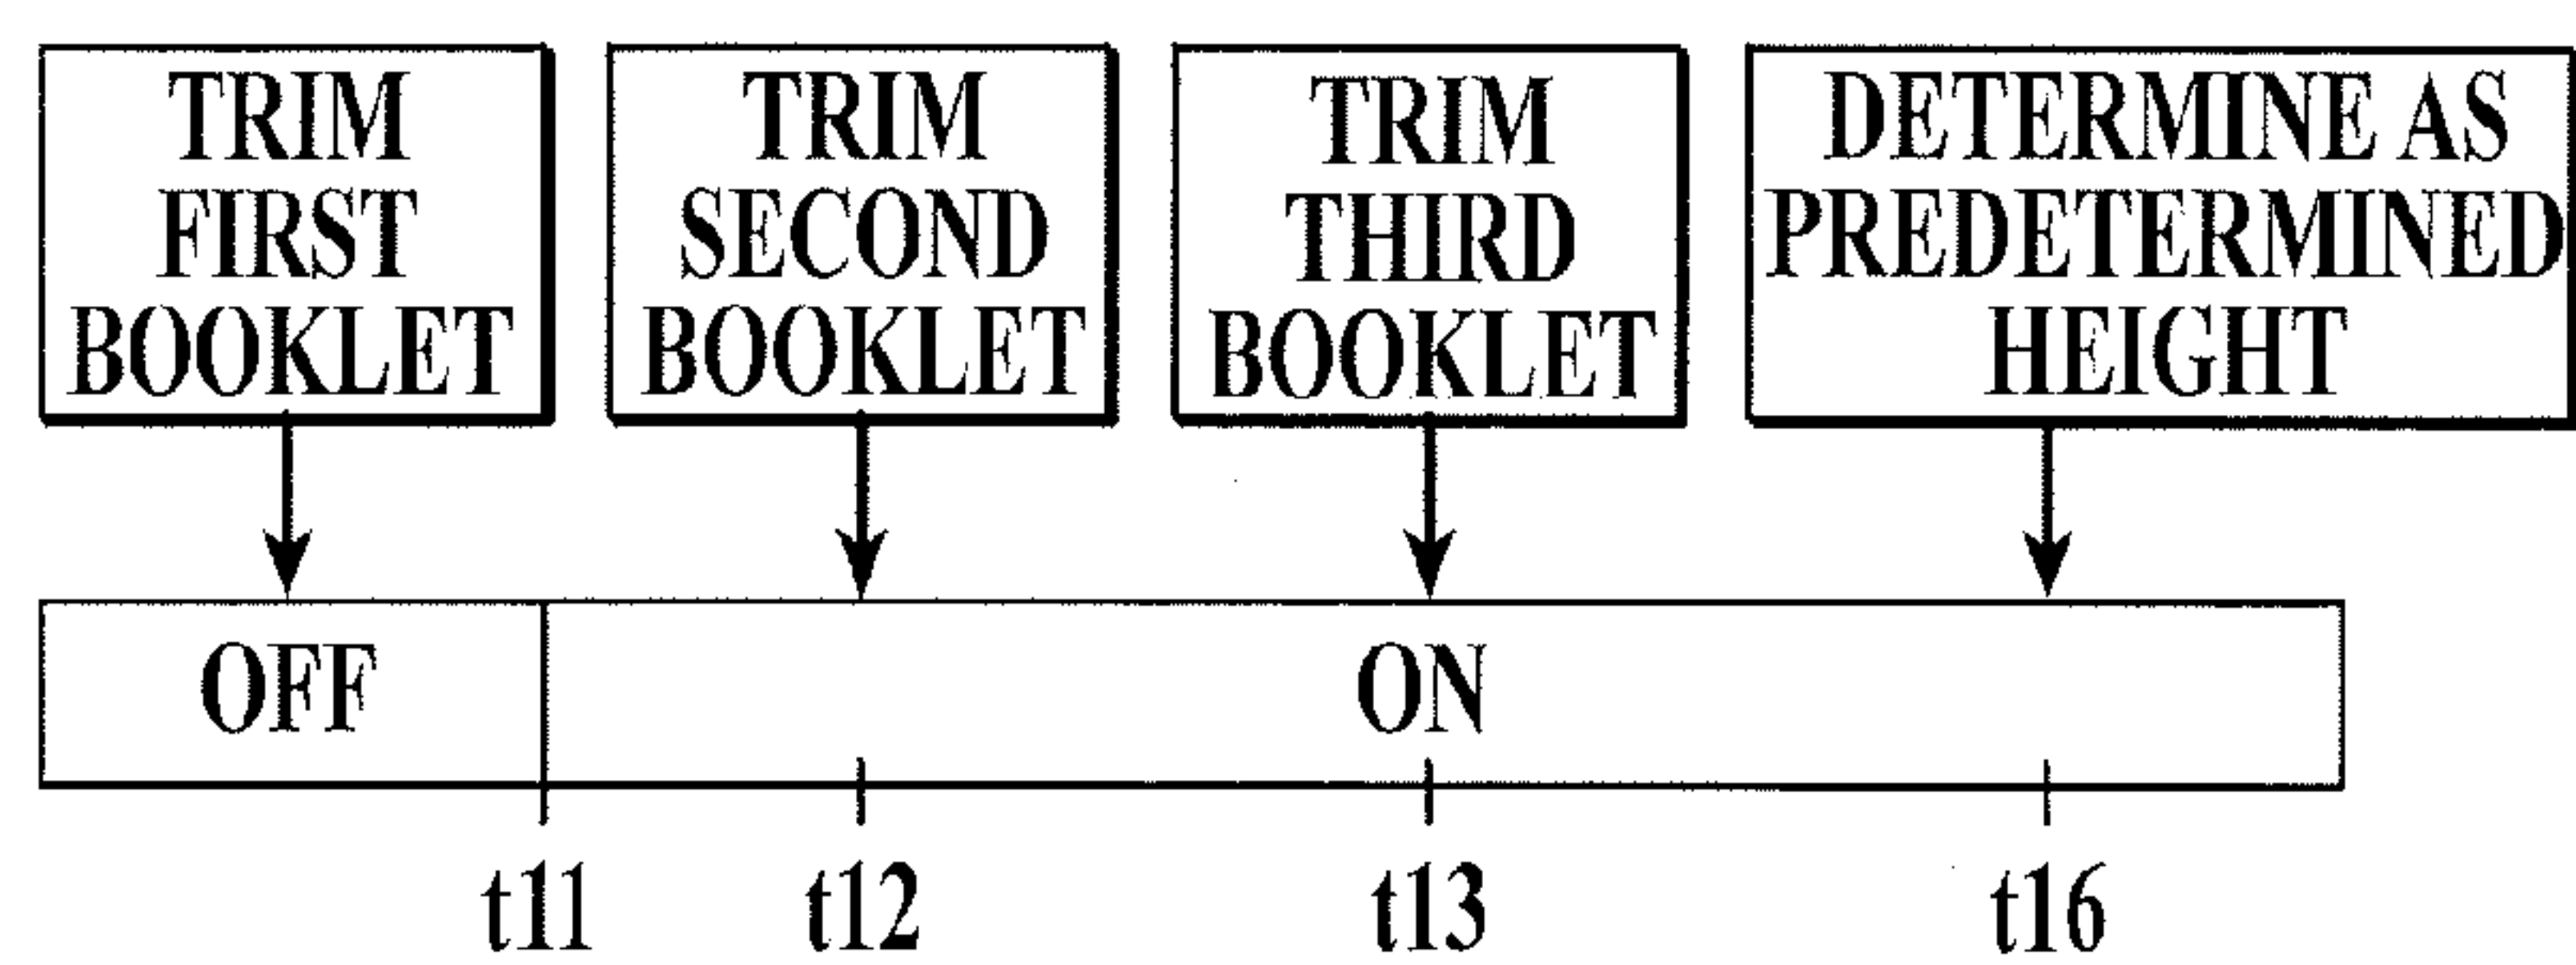 TRIM
FIRST
BOOKLET
TRIM
SECOND
BOOKLET
TRIM
THIRD
BOOKLET
DETERMINE AS
PREDETERMINED
HEIGHT
OFF
ON
t11
t12
t13
t16